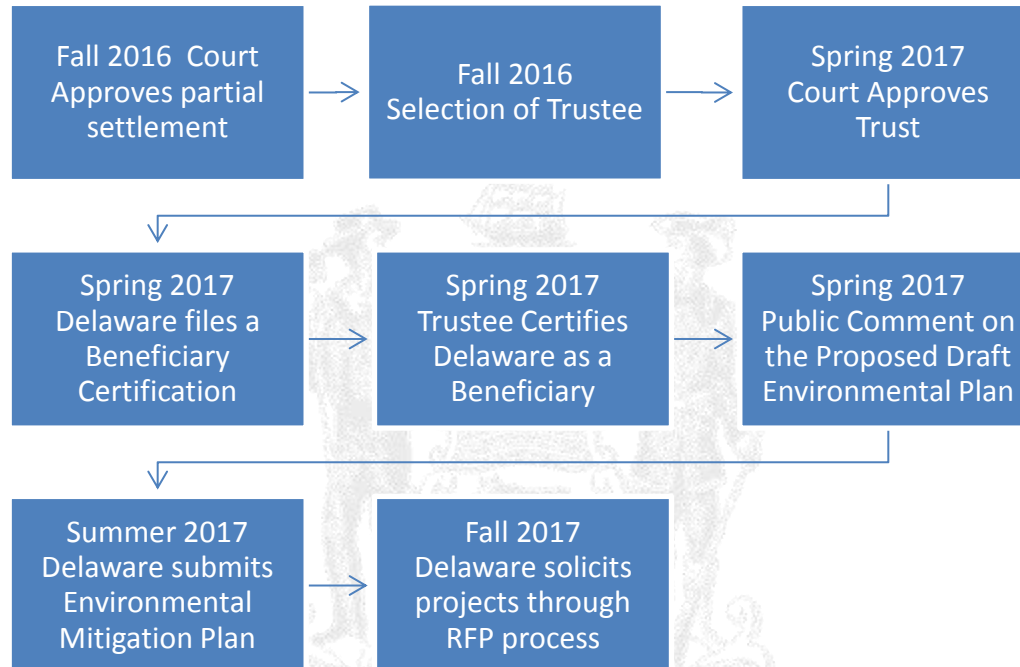 Fall 2016  Court
Approves partial
settlement
Fall 2016
Selection of Trustee
Spring 2017
Court Approves
Trust
Spring 2017
Delaware files a
Beneficiary
Certification
Spring 2017
Trustee Certifies
Delaware as a
Beneficiary
Spring 2017
Public Comment on
the Proposed Draft
Environmental Plan
Summer 2017
Delaware submits
Environmental
Mitigation Plan
Fall 2017
Delaware solicits
projects through
RFP process